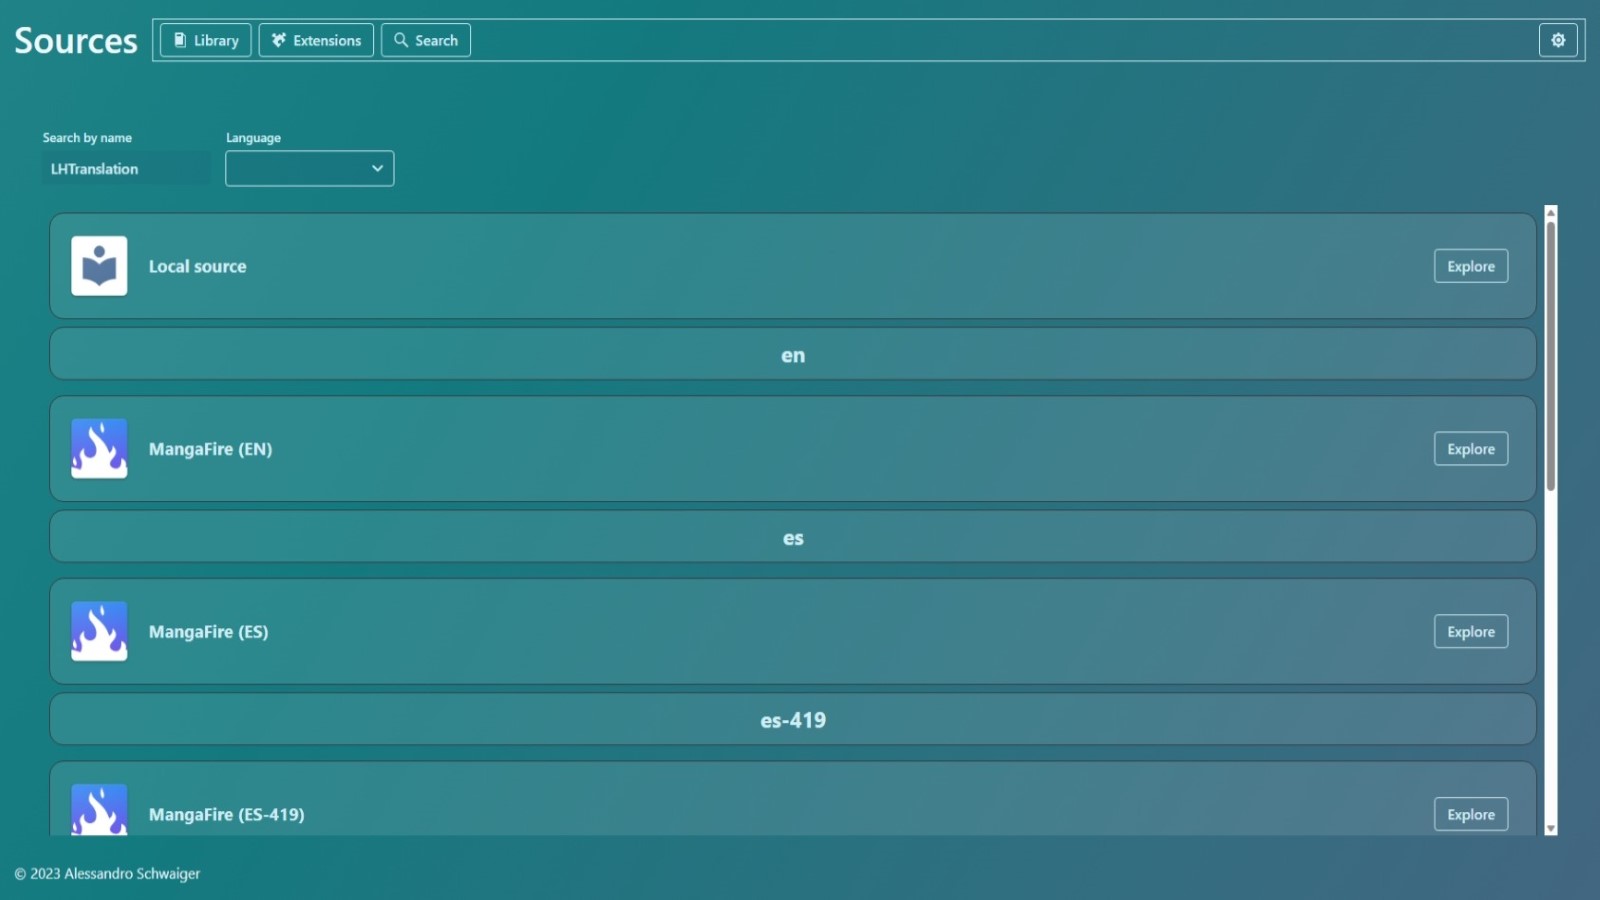 Sources
Library
Extensions
Search
Search by name
Language
LHTranslation
Local source
Explore
en
MangaFire (EN)
Explore
es
MangaFire (ES)
Explore
es-419
MangaFire (ES-419)
Explore
© 2023 Alessandro Schwaiger